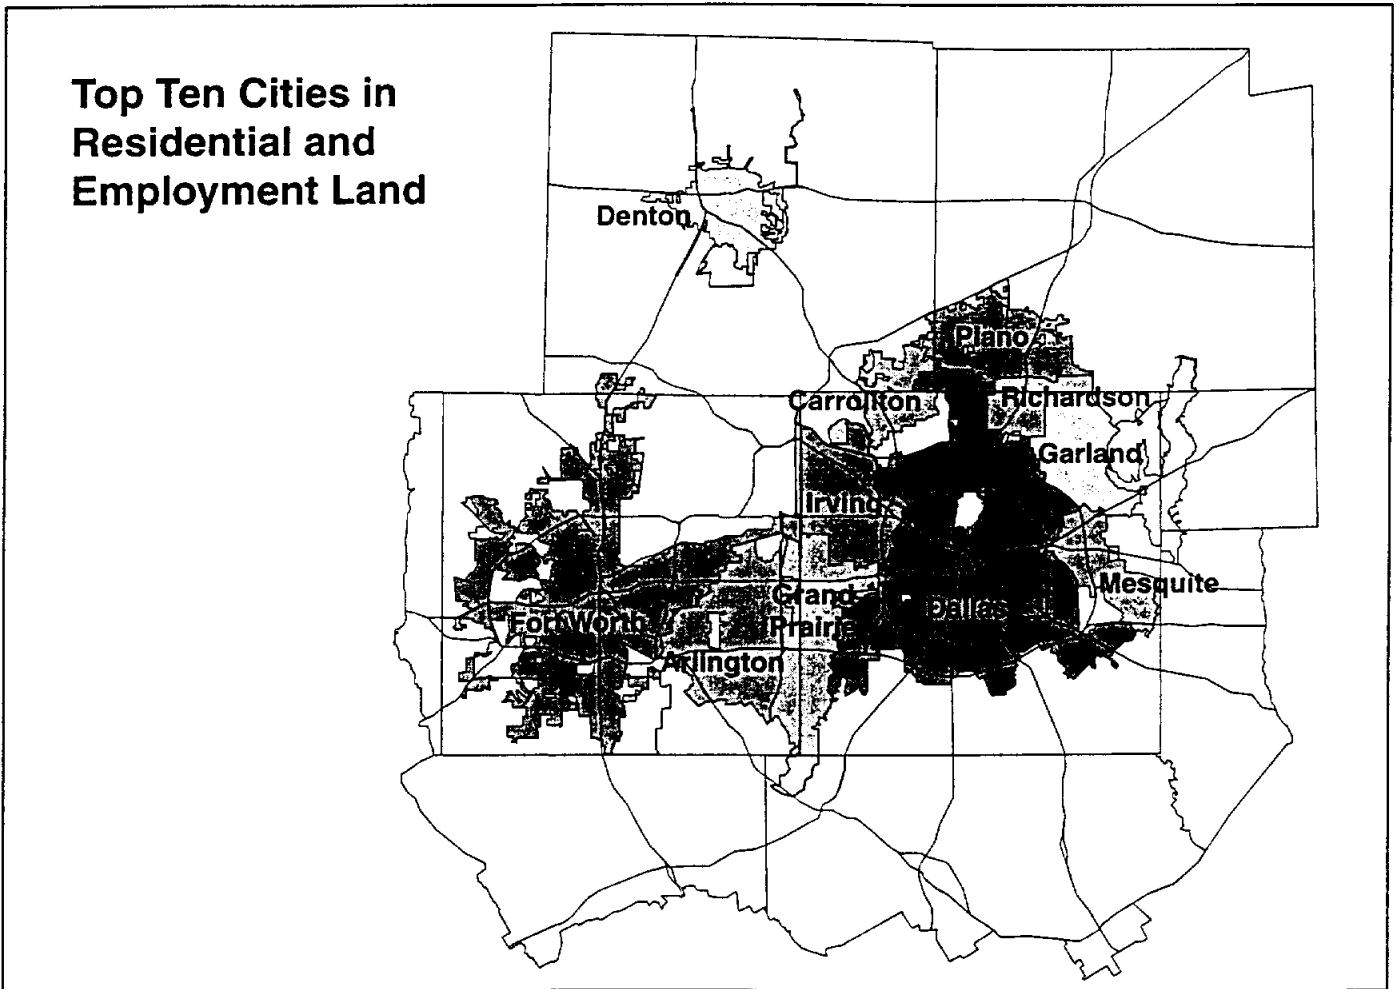 Top Ten Cities in
Residential and
Employment Land
Denton
Plano
Carrollton
Richardson
Garland
Irving
Mesquite
Grand
Prairie
Dallas
Fort Worth
Arlington